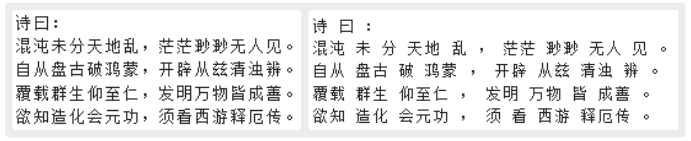 诗曰:
混沌未分天地乱,茫茫渺渺无人见。
自从盘古破鸿蒙,开辟从兹清浊辨。
覆载群生仰至仁,发明万物皆成善。
欲知造化会元功,须看西游释厄传。
诗 曰 :
混沌 未 分 天地 乱 , 茫茫 渺渺 无人 见 。
自从 盘古 破 鸿蒙 , 开辟 从兹 清浊 辨 。
覆载 群生 仰至仁 , 发明 万物 皆 成善 。
欲知 造化 会元 功 , 须 看 西游 释厄传 。